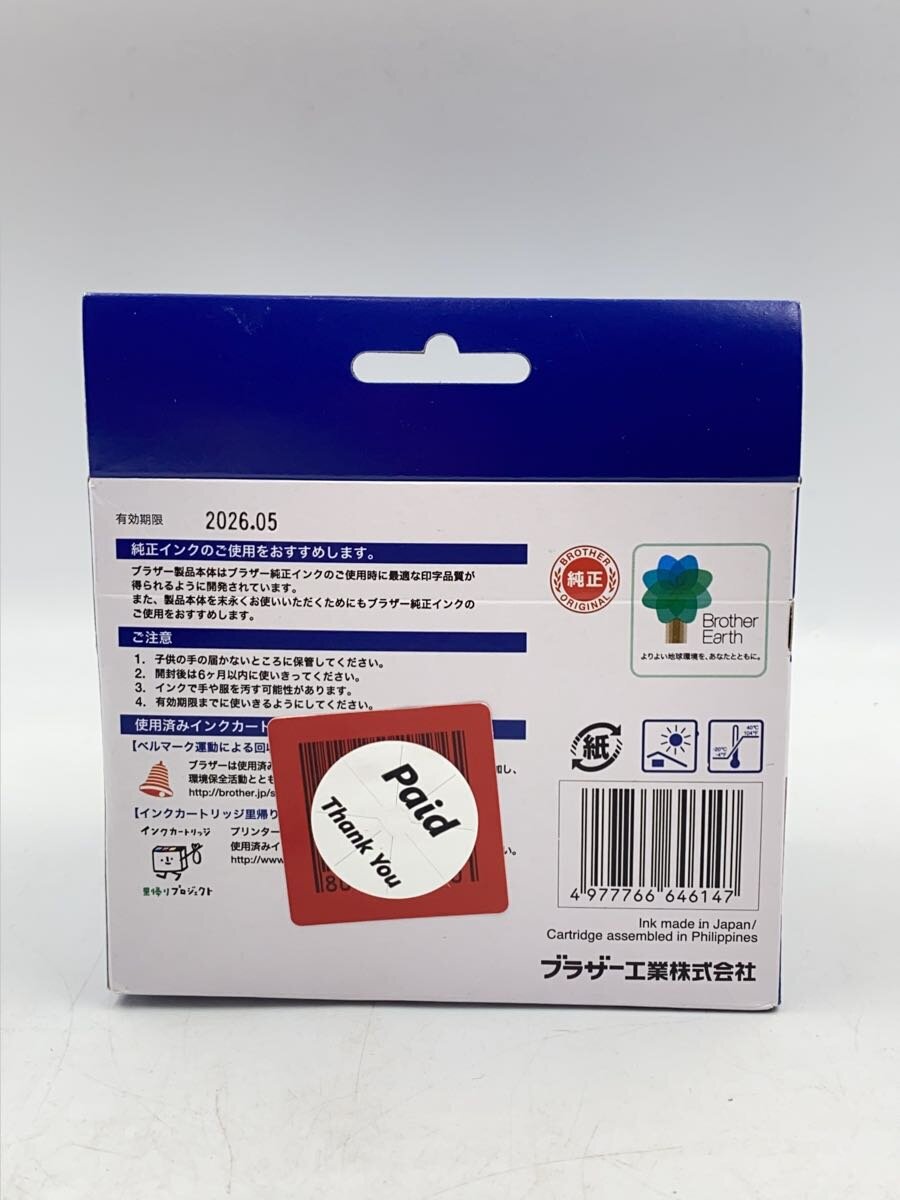 有効期限 2026.05
純正インクのご使用をおすすめします。
ブラザー製品本体はブラザー純正インクのご使用時に最適な印字品質が
得られるように開発されています。
また、製品本体を末永くお使いいただくためにもブラザー純正インクの
ご使用をおすすめします。
BROTHER
純正
ORIGINAL
Brother
Earth
よりよい地球環境を、あなたとともに。
ご注意
1. 子供の手の届かないところに保管してください。
2. 開封後は6ヶ月以内に使いきってください。
3. インクで手や服を汚す可能性があります。
4. 有効期限までに使いきるようにしてください。
使用済みインクカート
【ベルマーク運動による回収
ブラザーは使用済み
環境保全活動ととも
http://brother.jp/s
【インクカートリッジ里帰り
インクカートリッジ
里帰りプロジェクト
プリンター
使用済みイ
http://www
Paid
Thank You
紙
40℃
104°F
-20℃
-4°F
4 977766 646147
Ink made in Japan/
Cartridge assembled in Philippines
ブラザー工業株式会社